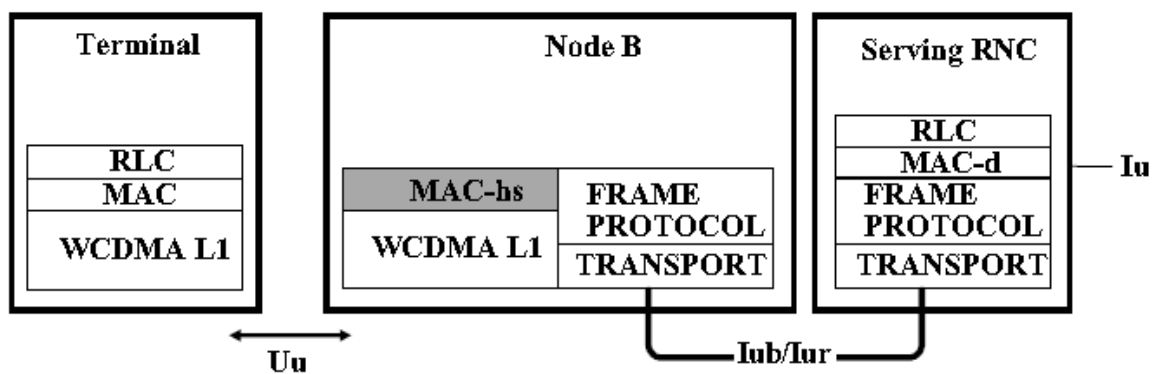 Terminal
RLC
MAC
WCDMA L1
Uu
Node B
MAC-hs
WCDMA L1
FRAME
PROTOCOL
TRANSPORT
Iub/Iur
Serving RNC
RLC
MAC-d
FRAME
PROTOCOL
TRANSPORT
Iu